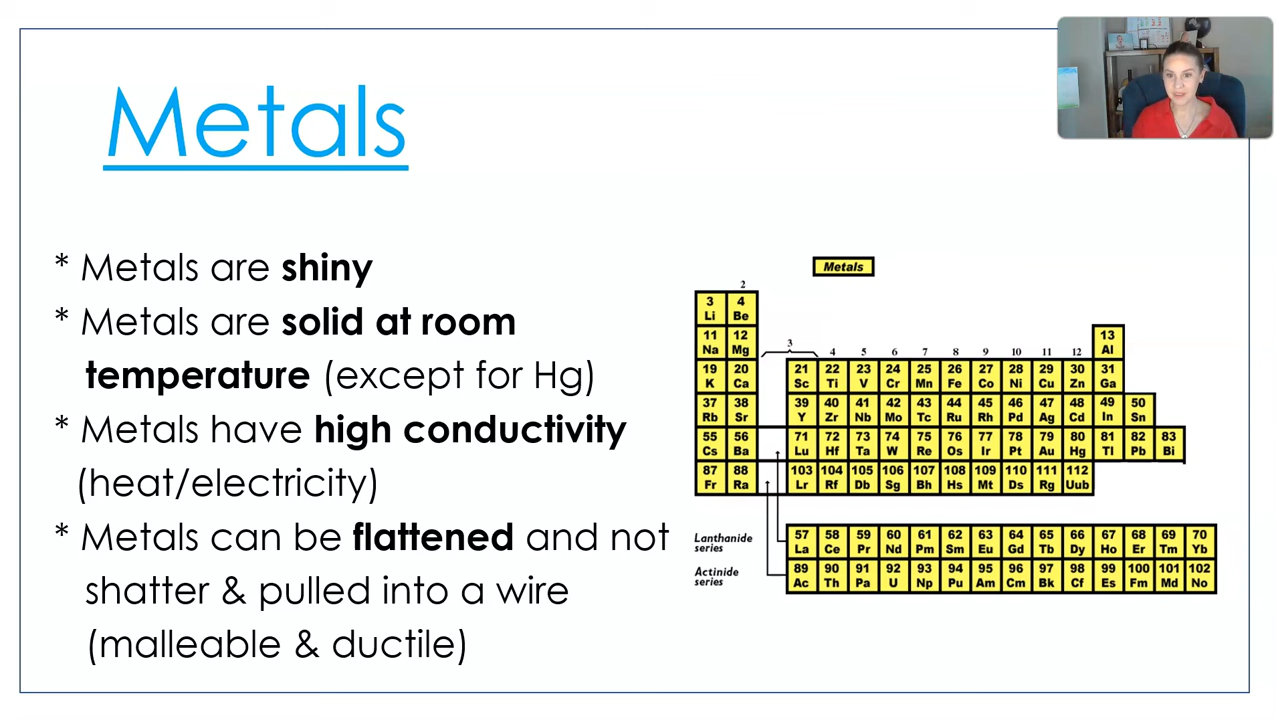 Metals
* Metals are shiny
* Metals are solid at room
temperature (except for Hg)
* Metals have high conductivity
(heat/electricity)
* Metals can be flattened and not
shatter & pulled into a wire
(malleable & ductile)
Metals
2
3 4
Li Be
11 12 13
Na Mg Al
3 4 5 6 7 8 9 10 11 12
19 20 21 22 23 24 25 26 27 28 29 30 31
K Ca Sc Ti V Cr Mn Fe Co Ni Cu Zn Ga
37 38 39 40 41 42 43 44 45 46 47 48 49 50
Rb Sr Y Zr Nb Mo Tc Ru Rh Pd Ag Cd In Sn
55 56 71 72 73 74 75 76 77 78 79 80 81 82 83
Cs Ba Lu Hf Ta W Re Os Ir Pt Au Hg Tl Pb Bi
87 88 103 104 105 106 107 108 109 110 111 112
Fr Ra Lr Rf Db Sg Bh Hs Mt Ds Rg Uub
Lanthanide
series
57 58 59 60 61 62 63 64 65 66 67 68 69 70
La Ce Pr Nd Pm Sm Eu Gd Tb Dy Ho Er Tm Yb
Actinide
series
89 90 91 92 93 94 95 96 97 98 99 100 101 102
Ac Th Pa U Np Pu Am Cm Bk Cf Es Fm Md No